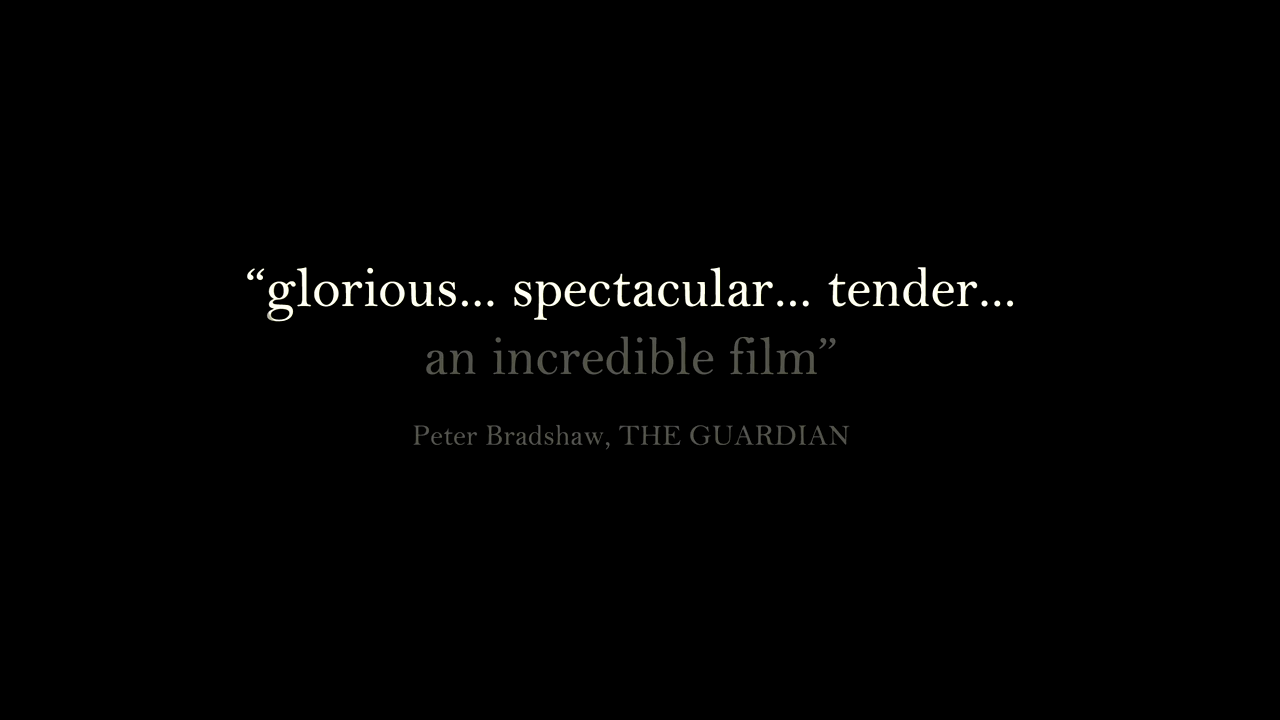 “glorious... spectacular... tender...
an incredible film”
Peter Bradshaw, THE GUARDIAN